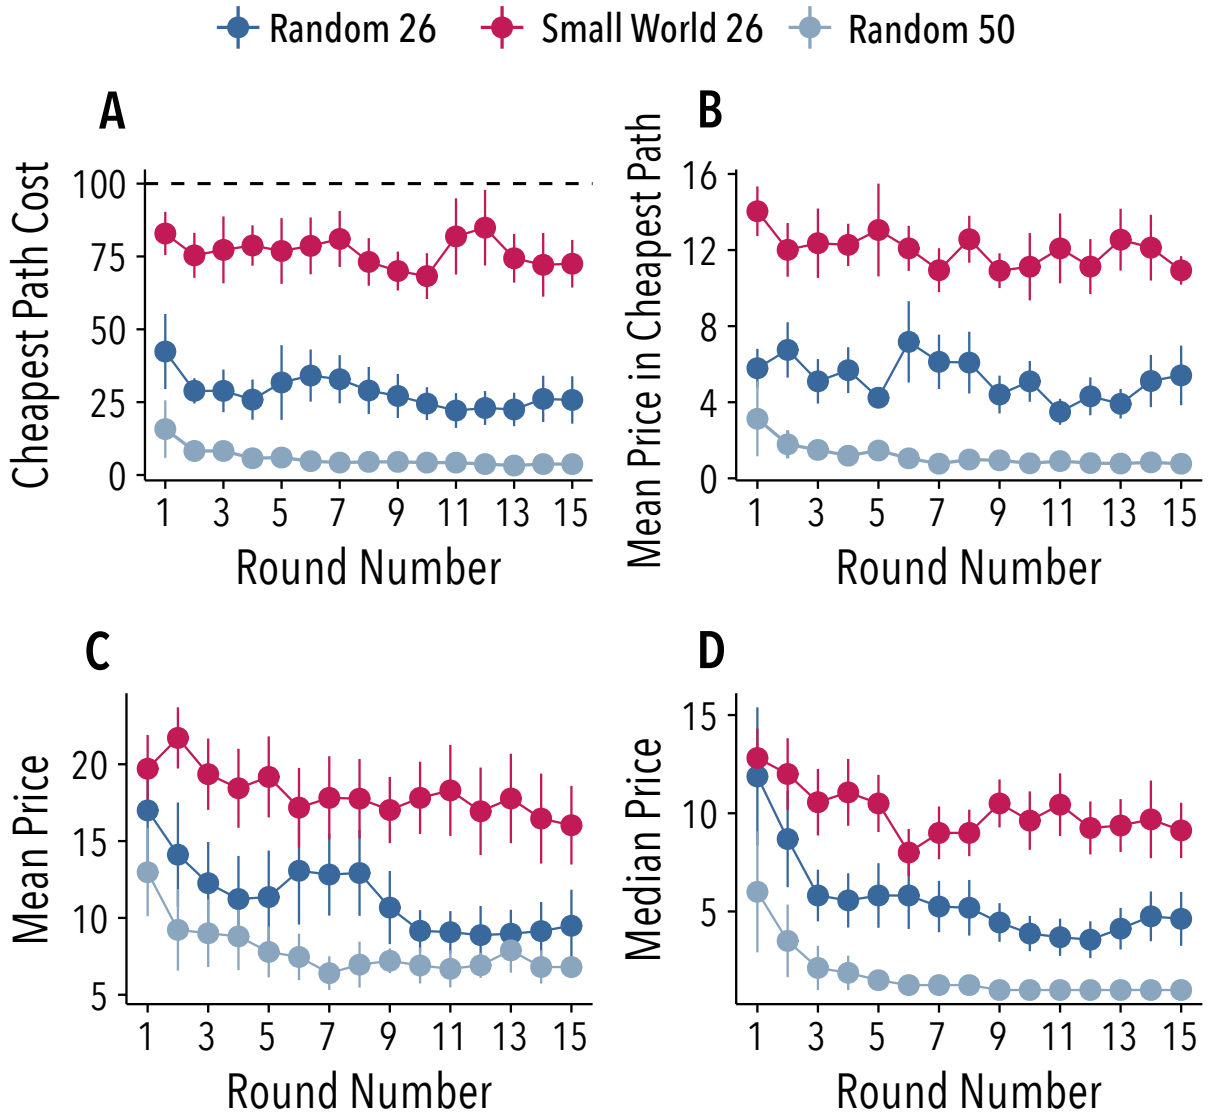 Random 26 Small World 26 Random 50
A
Cheapest Path Cost
100
75
50
25
0
1 3 5 7 9 11 13 15
Round Number
B
Mean Price in Cheapest Path
16
12
8
4
0
1 3 5 7 9 11 13 15
Round Number
C
Mean Price
20
15
10
5
1 3 5 7 9 11 13 15
Round Number
D
Median Price
15
10
5
1 3 5 7 9 11 13 15
Round Number